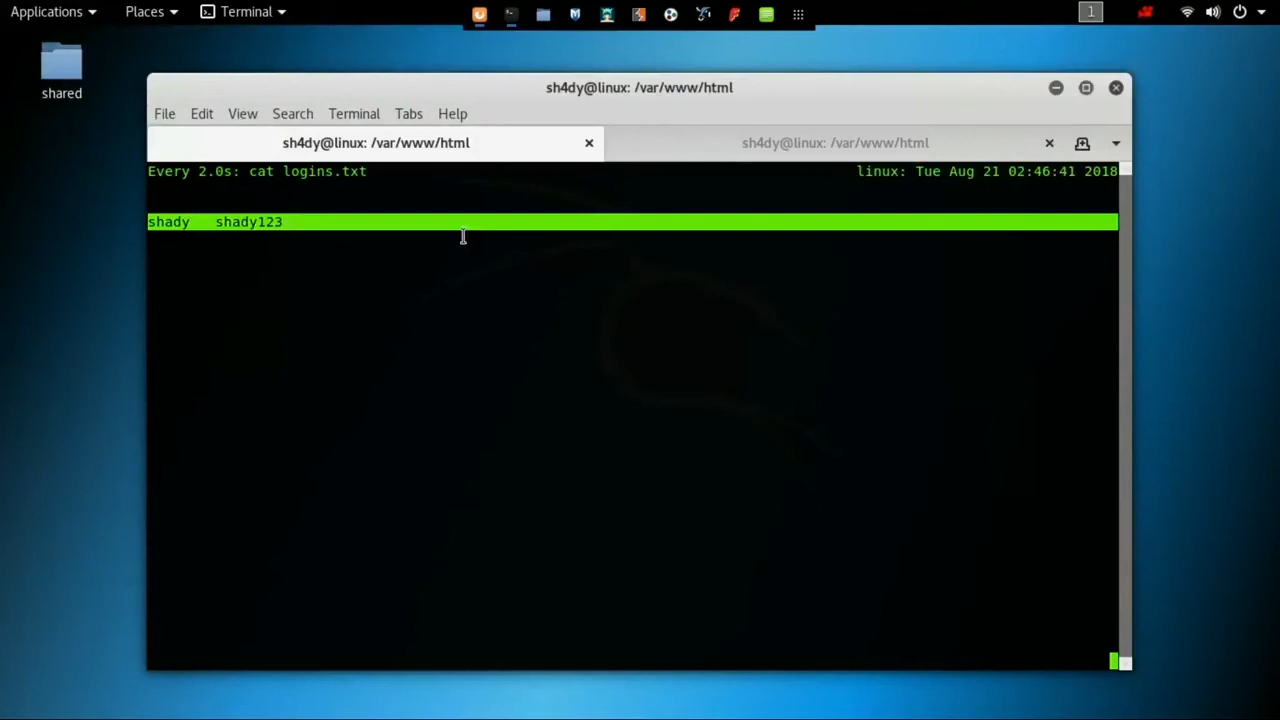 Applications Places Terminal 1
shared
sh4dy@linux: /var/www/html
File Edit View Search Terminal Tabs Help
sh4dy@linux: /var/www/html sh4dy@linux: /var/www/html
Every 2.0s: cat logins.txt linux: Tue Aug 21 02:46:41 2018
shady shady123